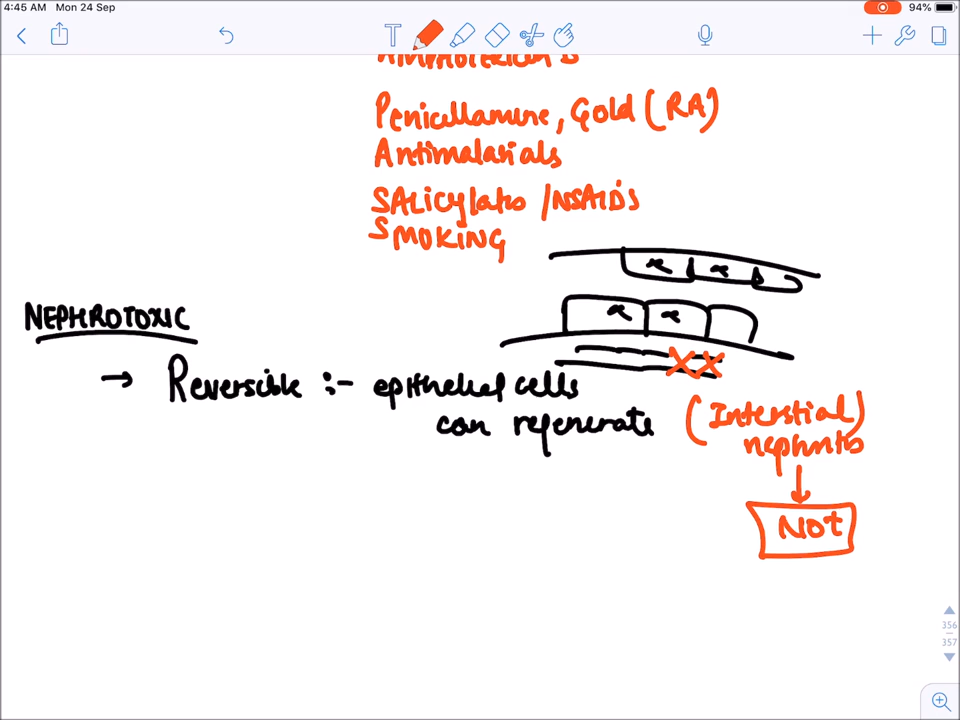 4:45 AM Mon 24 Sep
94%
T
Penicillamine, Gold (RA)
Antimalarials
SALicylates / NSAIDS
SMOKING
NEPHROTOXIC
→ Reversible :- epithelial cells
can regenerate
(Interstial)
nephritis
NOT
356
357